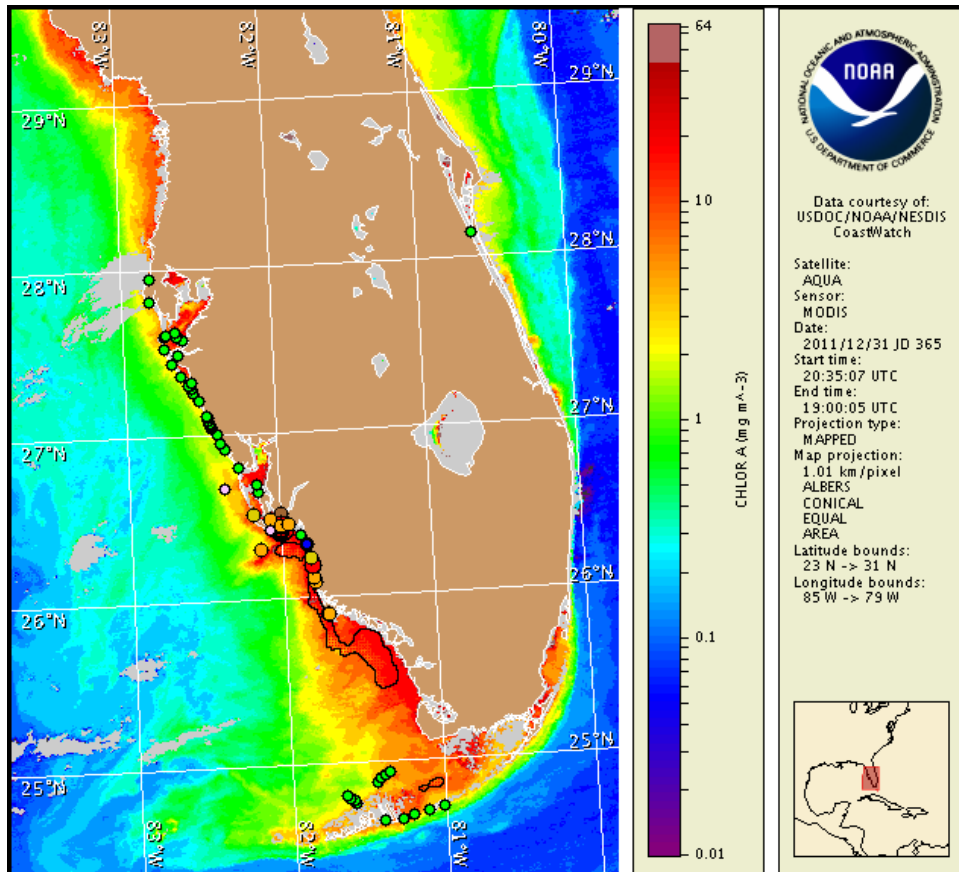 83°W
82°W
81°W
80°W
29°N
29°N
28°N
28°N
27°N
27°N
26°N
26°N
25°N
25°N
83°W
82°W
81°W
64
10
1
0.1
0.01
CHLOR A (mg m^-3)
NATIONAL OCEANIC AND ATMOSPHERIC ADMINISTRATION
NOAA
U.S. DEPARTMENT OF COMMERCE
Data courtesy of:
USDOC/NOAA/NESDIS
CoastWatch
Satellite:
AQUA
Sensor:
MODIS
Date:
2011/12/31 JD 365
Start time:
20:35:07 UTC
End time:
19:00:05 UTC
Projection type:
MAPPED
Map projection:
1.01 km/pixel
ALBERS
CONICAL
EQUAL
AREA
Latitude bounds:
23 N -> 31 N
Longitude bounds:
85 W -> 79 W